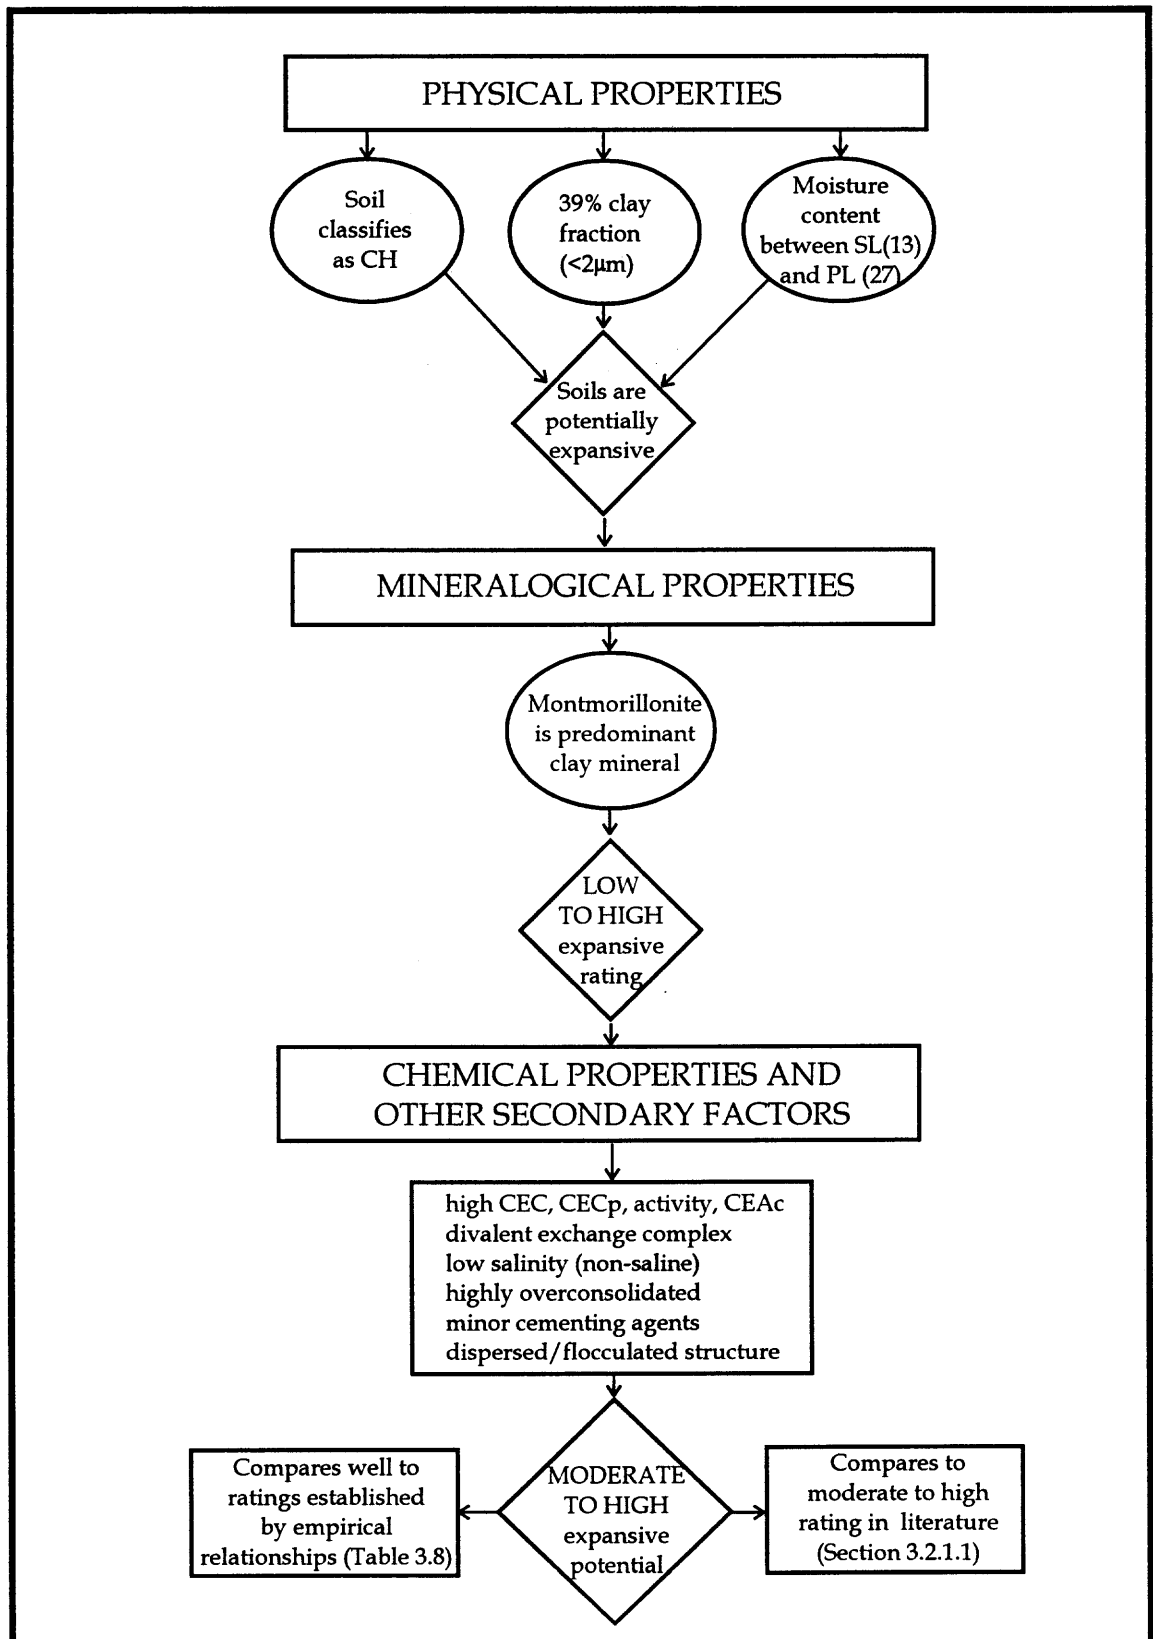 PHYSICAL PROPERTIES
Soil
classifies
as CH
39% clay
fraction
(<2μm)
Moisture
content
between SL(13)
and PL (27)
Soils are
potentially
expansive
MINERALOGICAL PROPERTIES
Montmorillonite
is predominant
clay mineral
LOW
TO HIGH
expansive
rating
CHEMICAL PROPERTIES AND
OTHER SECONDARY FACTORS
high CEC, CECp, activity, CEAc
divalent exchange complex
low salinity (non-saline)
highly overconsolidated
minor cementing agents
dispersed/flocculated structure
Compares well to
ratings established
by empirical
relationships (Table 3.8)
MODERATE
TO HIGH
expansive
potential
Compares to
moderate to high
rating in literature
(Section 3.2.1.1)